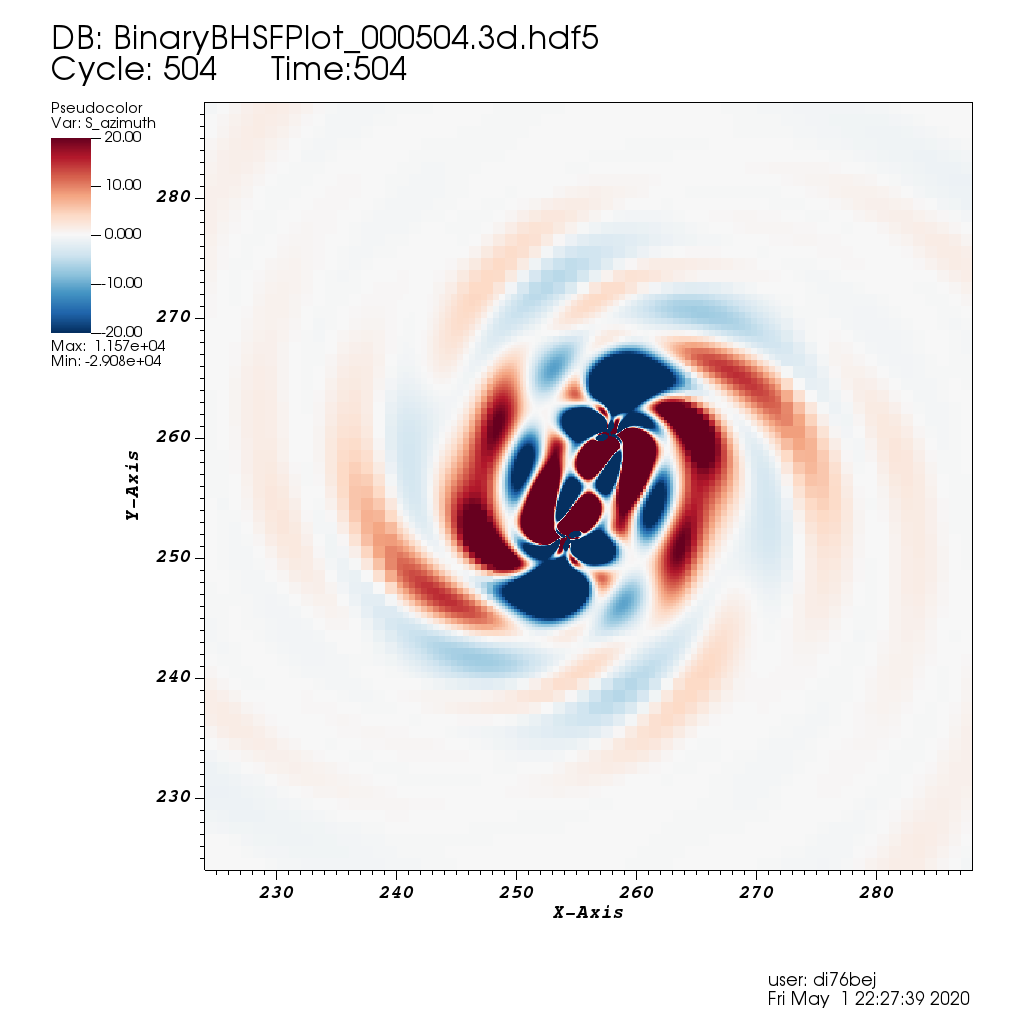 DB: BinaryBHSFPlot_000504.3d.hdf5
Cycle: 504 Time:504
Pseudocolor
Var: S_azimuth
20.00
10.00
0.000
-10.00
-20.00
Max: 1.157e+04
Min: -2.908e+04
280
270
260
250
240
230
Y-Axis
230 240 250 260 270 280
X-Axis
user: di76bej
Fri May 1 22:27:39 2020